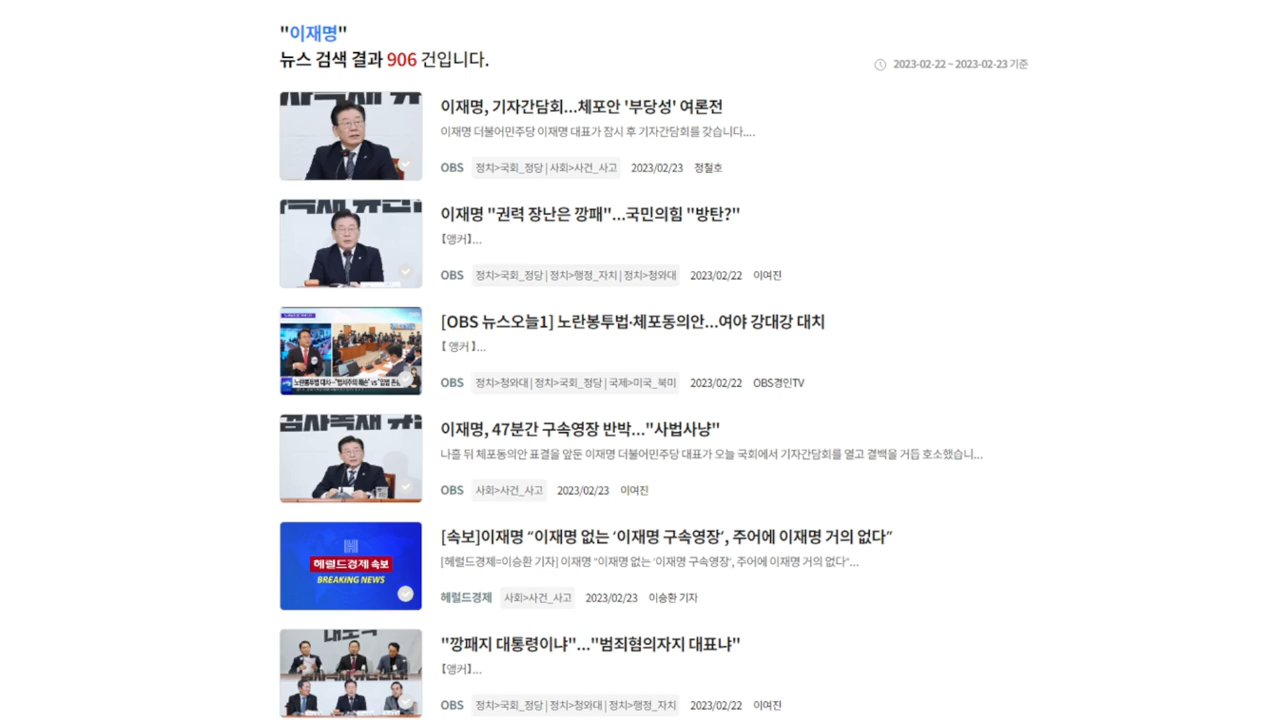 "이재명"
뉴스 검색 결과 906 건입니다.
2023-02-22 ~ 2023-02-23 기준
이재명, 기자간담회...체포안 '부당성' 여론전
이재명 더불어민주당 이재명 대표가 잠시 후 기자간담회를 갖습니다....
OBS 정치>국회_정당 | 사회>사건_사고 2023/02/23 정철호
이재명 "권력 장난은 깡패"...국민의힘 "방탄?"
【앵커】...
OBS 정치>국회_정당 | 정치>행정_자치 | 정치>청와대 2023/02/22 이여진
[OBS 뉴스오늘1] 노란봉투법·체포동의안...여야 강대강 대치
【 앵커 】...
OBS 정치>청와대 | 정치>국회_정당 | 국제>미국_북미 2023/02/22 OBS경인TV
이재명, 47분간 구속영장 반박..."사법사냥"
나흘 뒤 체포동의안 표결을 앞둔 이재명 더불어민주당 대표가 오늘 국회에서 기자간담회를 열고 결백을 거듭 호소했습니...
OBS 사회>사건_사고 2023/02/23 이여진
[속보]이재명 “이재명 없는 ‘이재명 구속영장’, 주어에 이재명 거의 없다”
[헤럴드경제=이승환 기자] 이재명 “이재명 없는 ‘이재명 구속영장’, 주어에 이재명 거의 없다”...
헤럴드경제 속보
BREAKING NEWS
헤럴드경제 사회>사건_사고 2023/02/23 이승환 기자
"깡패지 대통령이냐"..."범죄혐의자지 대표냐"
【앵커】...
OBS 정치>국회_정당 | 정치>청와대 | 정치>행정_자치 2023/02/22 이여진